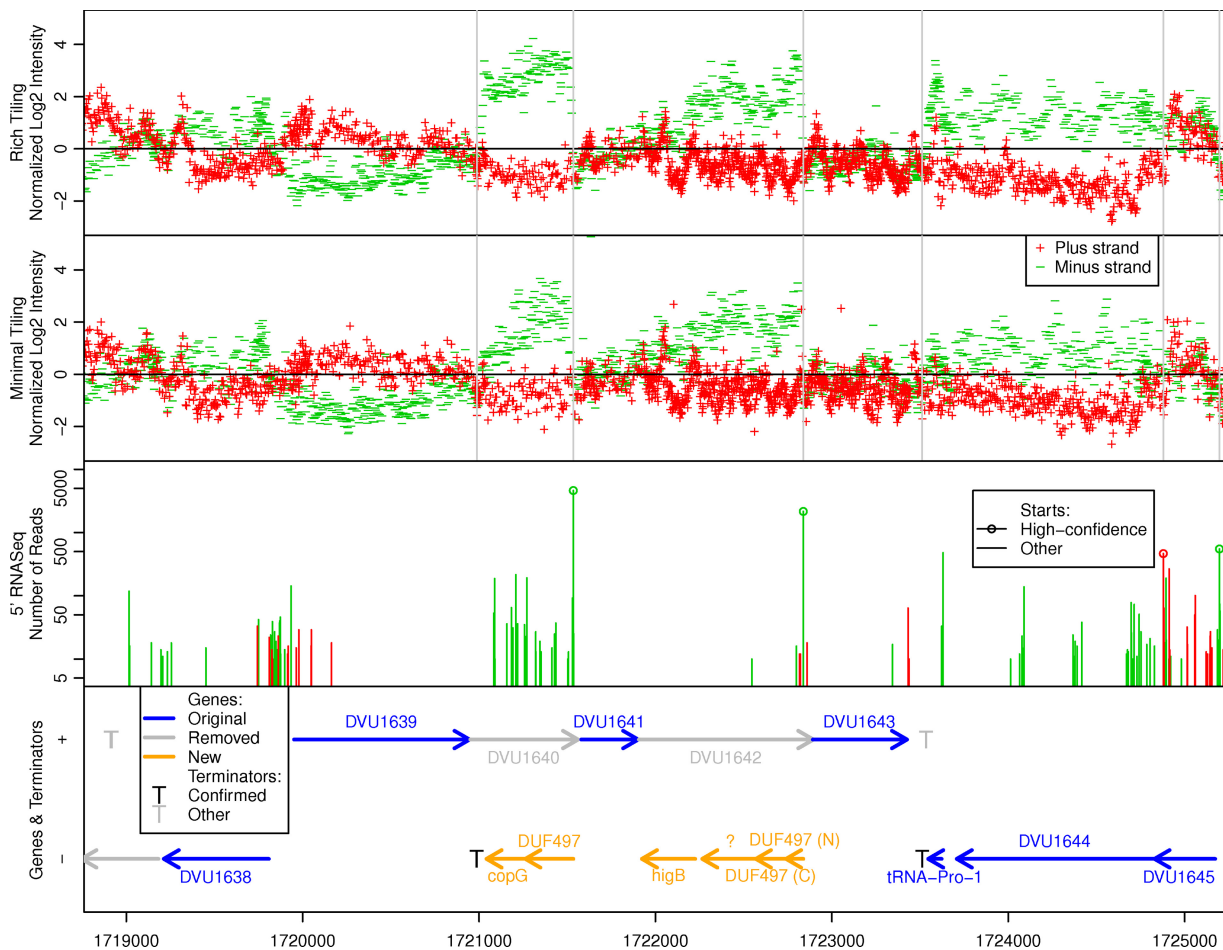 Rich Tiling
Normalized Log2 Intensity
4
2
0
−2
Minimal Tiling
Normalized Log2 Intensity
4
2
0
−2
Plus strand
Minus strand
5' RNASeq
Number of Reads
5000
500
50
5
Starts:
High−confidence
Other
Genes & Terminators
+
−
Genes:
Original
Removed
New
Terminators:
T Confirmed
T Other
T
DVU1639
DVU1640
DVU1641
DVU1642
DVU1643
T
DVU1638
T
copG
DUF497
higB
?
DUF497 (N)
DUF497 (C)
T
tRNA−Pro−1
DVU1644
DVU1645
1719000
1720000
1721000
1722000
1723000
1724000
1725000